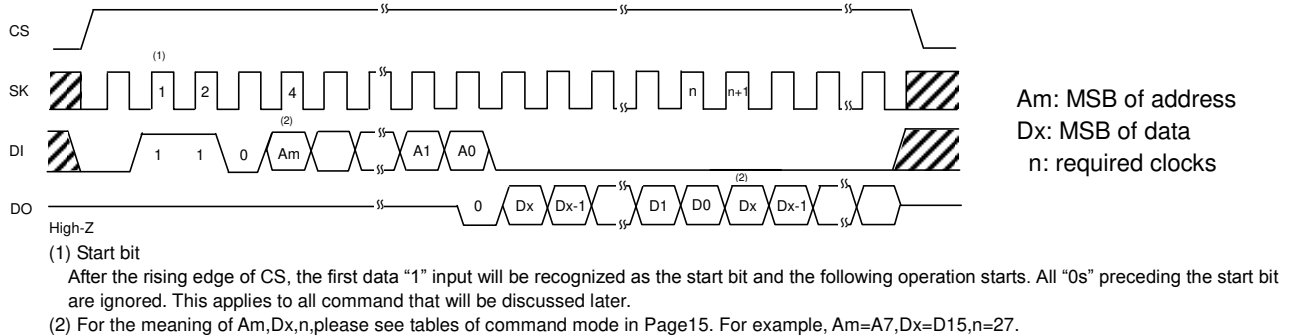 CS
(1)
SK 1 2 4 n n+1
(2)
DI 1 1 0 Am A1 A0
(2)
DO 0 Dx Dx-1 D1 D0 Dx Dx-1
High-Z
Am: MSB of address
Dx: MSB of data
n: required clocks
(1) Start bit
After the rising edge of CS, the first data “1” input will be recognized as the start bit and the following operation starts. All “0s” preceding the start bit
are ignored. This applies to all command that will be discussed later.
(2) For the meaning of Am,Dx,n,please see tables of command mode in Page15. For example, Am=A7,Dx=D15,n=27.